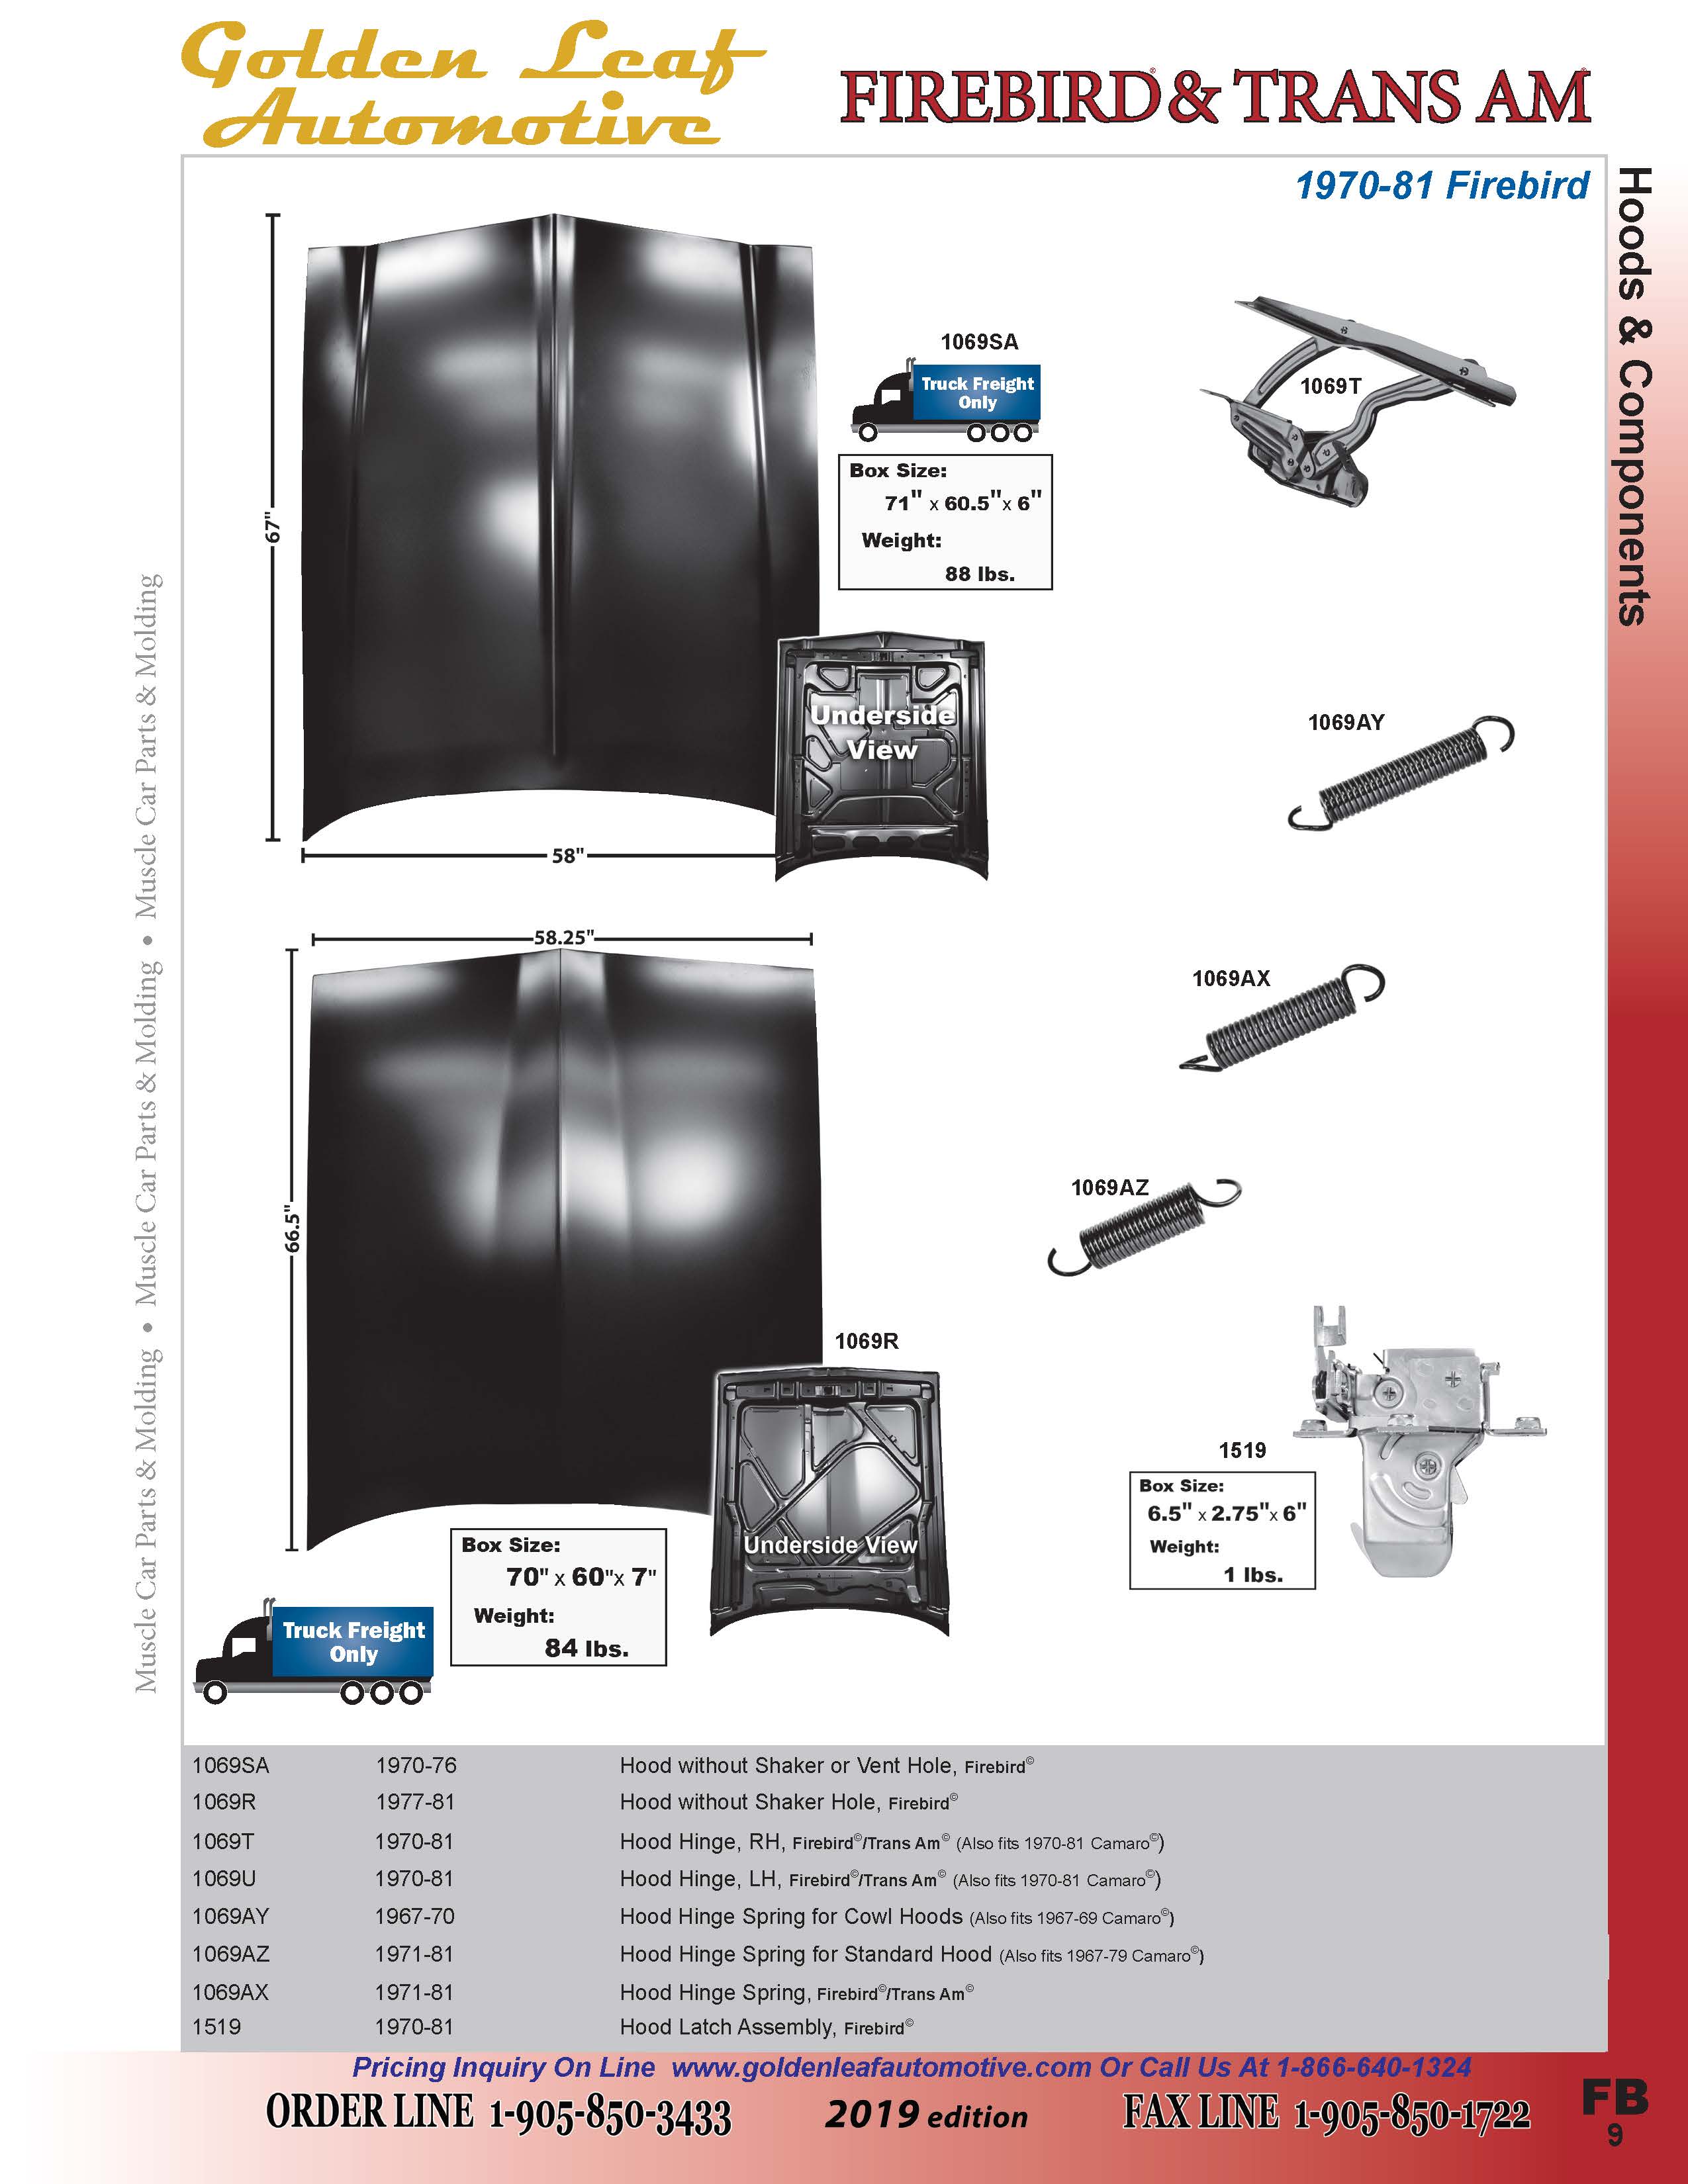 Golden Leaf
Automotive
FIREBIRD® & TRANS AM®
1970-81 Firebird
Hoods & Components
Muscle Car Parts & Molding • Muscle Car Parts & Molding • Muscle Car Parts & Molding
67"
58"
1069SA
Truck Freight
Only
Box Size:
71" x 60.5"x 6"
Weight:
88 lbs.
Underside
View
1069T
1069AY
58.25"
66.5"
1069AX
1069AZ
1069R
Underside View
Box Size:
70" x 60"x 7"
Weight:
84 lbs.
Truck Freight
Only
1519
Box Size:
6.5" x 2.75"x 6"
Weight:
1 lbs.
1069SA 1970-76 Hood without Shaker or Vent Hole, Firebird©
1069R 1977-81 Hood without Shaker Hole, Firebird©
1069T 1970-81 Hood Hinge, RH, Firebird©/Trans Am© (Also fits 1970-81 Camaro©)
1069U 1970-81 Hood Hinge, LH, Firebird©/Trans Am© (Also fits 1970-81 Camaro©)
1069AY 1967-70 Hood Hinge Spring for Cowl Hoods (Also fits 1967-69 Camaro©)
1069AZ 1971-81 Hood Hinge Spring for Standard Hood (Also fits 1967-79 Camaro©)
1069AX 1971-81 Hood Hinge Spring, Firebird©/Trans Am©
1519 1970-81 Hood Latch Assembly, Firebird©
Pricing Inquiry On Line www.goldenleafautomotive.com Or Call Us At 1-866-640-1324
ORDER LINE 1-905-850-3433 2019 edition FAX LINE 1-905-850-1722
FB
9